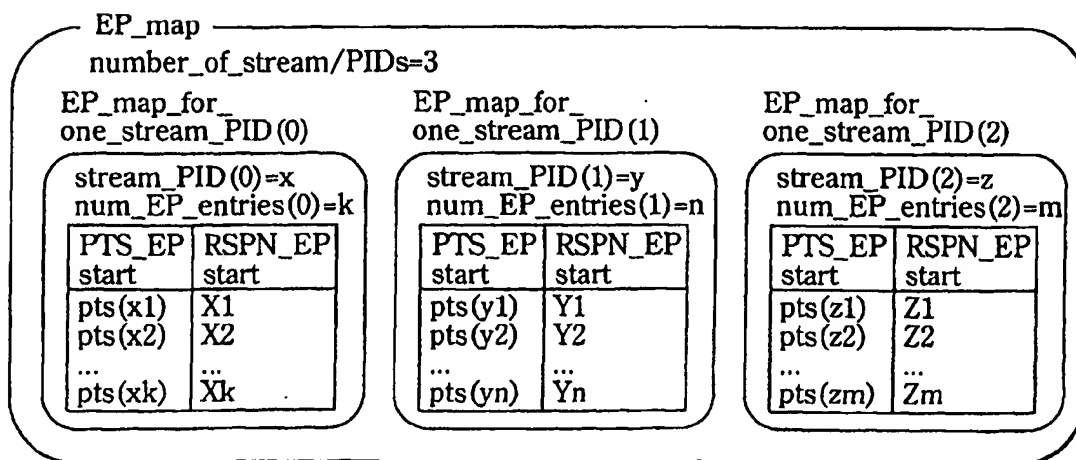 EP_map
number_of_stream/PIDs=3
EP_map_for_
one_stream_PID(0)
stream_PID(0)=x
num_EP_entries(0)=k
PTS_EP RSPN_EP
start start
pts(x1) X1
pts(x2) X2
... ...
pts(xk) Xk
EP_map_for_
one_stream_PID(1)
stream_PID(1)=y
num_EP_entries(1)=n
PTS_EP RSPN_EP
start start
pts(y1) Y1
pts(y2) Y2
... ...
pts(yn) Yn
EP_map_for_
one_stream_PID(2)
stream_PID(2)=z
num_EP_entries(2)=m
PTS_EP RSPN_EP
start start
pts(z1) Z1
pts(z2) Z2
... ...
pts(zm) Zm